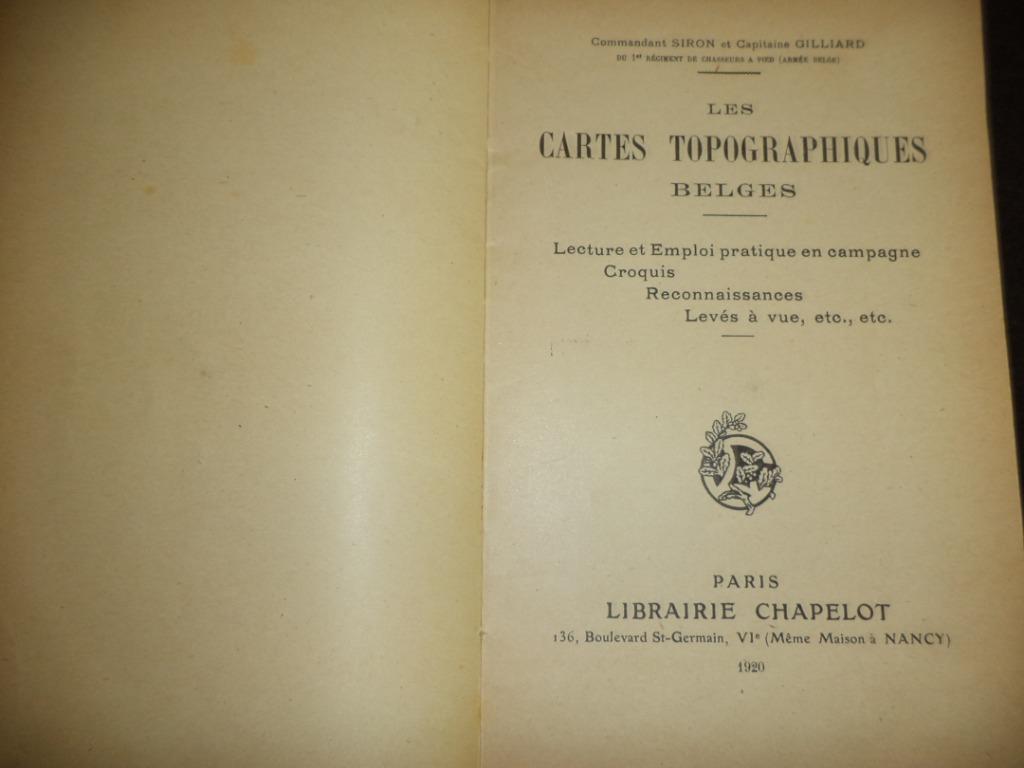 Commandant SIRON et Capitaine GILLIARD
DU 1er RÉGIMENT DE CHASSEURS A PIED (ARMÉE BELGE)
LES
CARTES TOPOGRAPHIQUES
BELGES
Lecture et Emploi pratique en campagne
Croquis
Reconnaissances
Levés à vue, etc., etc.
PARIS
LIBRAIRIE CHAPELOT
136, Boulevard St-Germain, VIe (Même Maison à NANCY)
1920